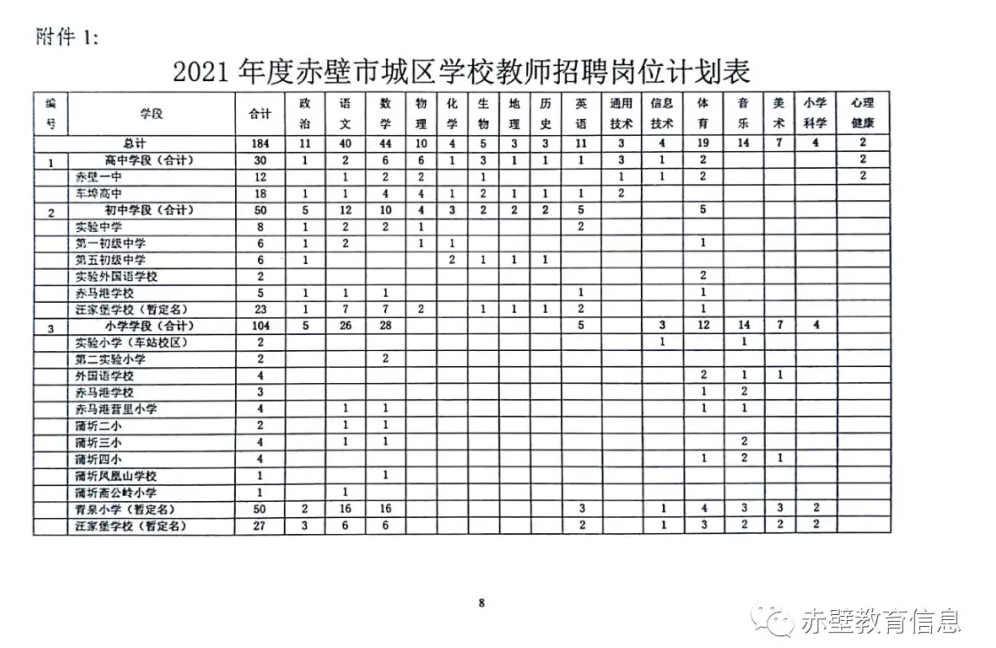 附件 1:
2021 年度赤壁市城区学校教师招聘岗位计划表
编号 学段 合计 政治 语文 数学 物理 化学 生物 地理 历史 英语 通用技术 信息技术 体育 音乐 美术 小学科学 心理健康
总计 184 11 40 44 10 4 5 3 3 11 3 4 19 14 7 4 2
1 高中学段（合计） 30 1 2 6 6 1 3 1 1 1 3 1 2 2
赤壁一中 12 1 2 2 1 1 1 2 2
车埠高中 18 1 1 4 4 1 2 1 1 1 2
2 初中学段（合计） 50 5 12 10 4 3 2 2 2 5 5
实验中学 8 1 2 2 1 2
第一初级中学 6 1 2 1 1 1
第五初级中学 6 1 2 1 1 1
实验外国语学校 2 2
赤马港学校 5 1 1 1 1 1
汪家堡学校（暂定名） 23 1 7 7 2 1 1 1 2 1
3 小学学段（合计） 104 5 26 28 5 3 12 14 7 4
实验小学（车站校区） 2 1 1
第二实验小学 2 2
外国语学校 4 2 1 1
赤马港学校 3 1 2
赤马港营里小学 4 1 1 1 1
蒲圻二小 2 1 1
蒲圻三小 4 1 1 2
蒲圻四小 4 1 2 1
蒲圻凤凰山学校 1 1
蒲圻斋公岭小学 1 1
青泉小学（暂定名） 50 2 16 16 3 1 4 3 3 2
汪家堡学校（暂定名） 27 3 6 6 2 1 3 2 2 2
8
赤壁教育信息